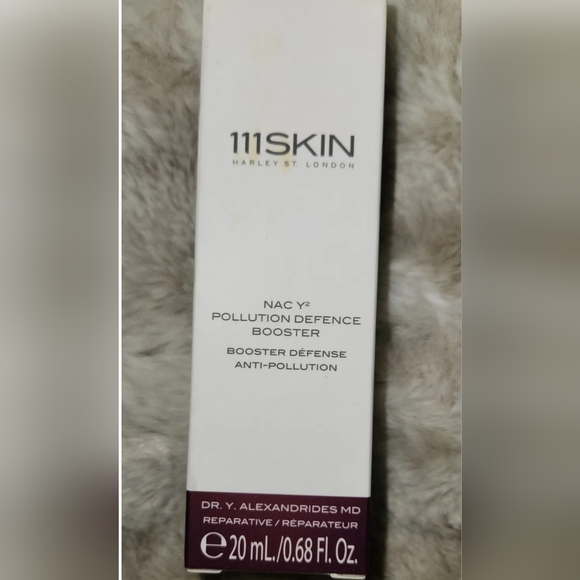 111SKIN
HARLEY ST. LONDON
NAC Y²
POLLUTION DEFENCE
BOOSTER
BOOSTER DÉFENSE
ANTI-POLLUTION
DR. Y. ALEXANDRIDES MD
REPARATIVE / RÉPARATEUR
℮ 20 mL./0.68 Fl. Oz.